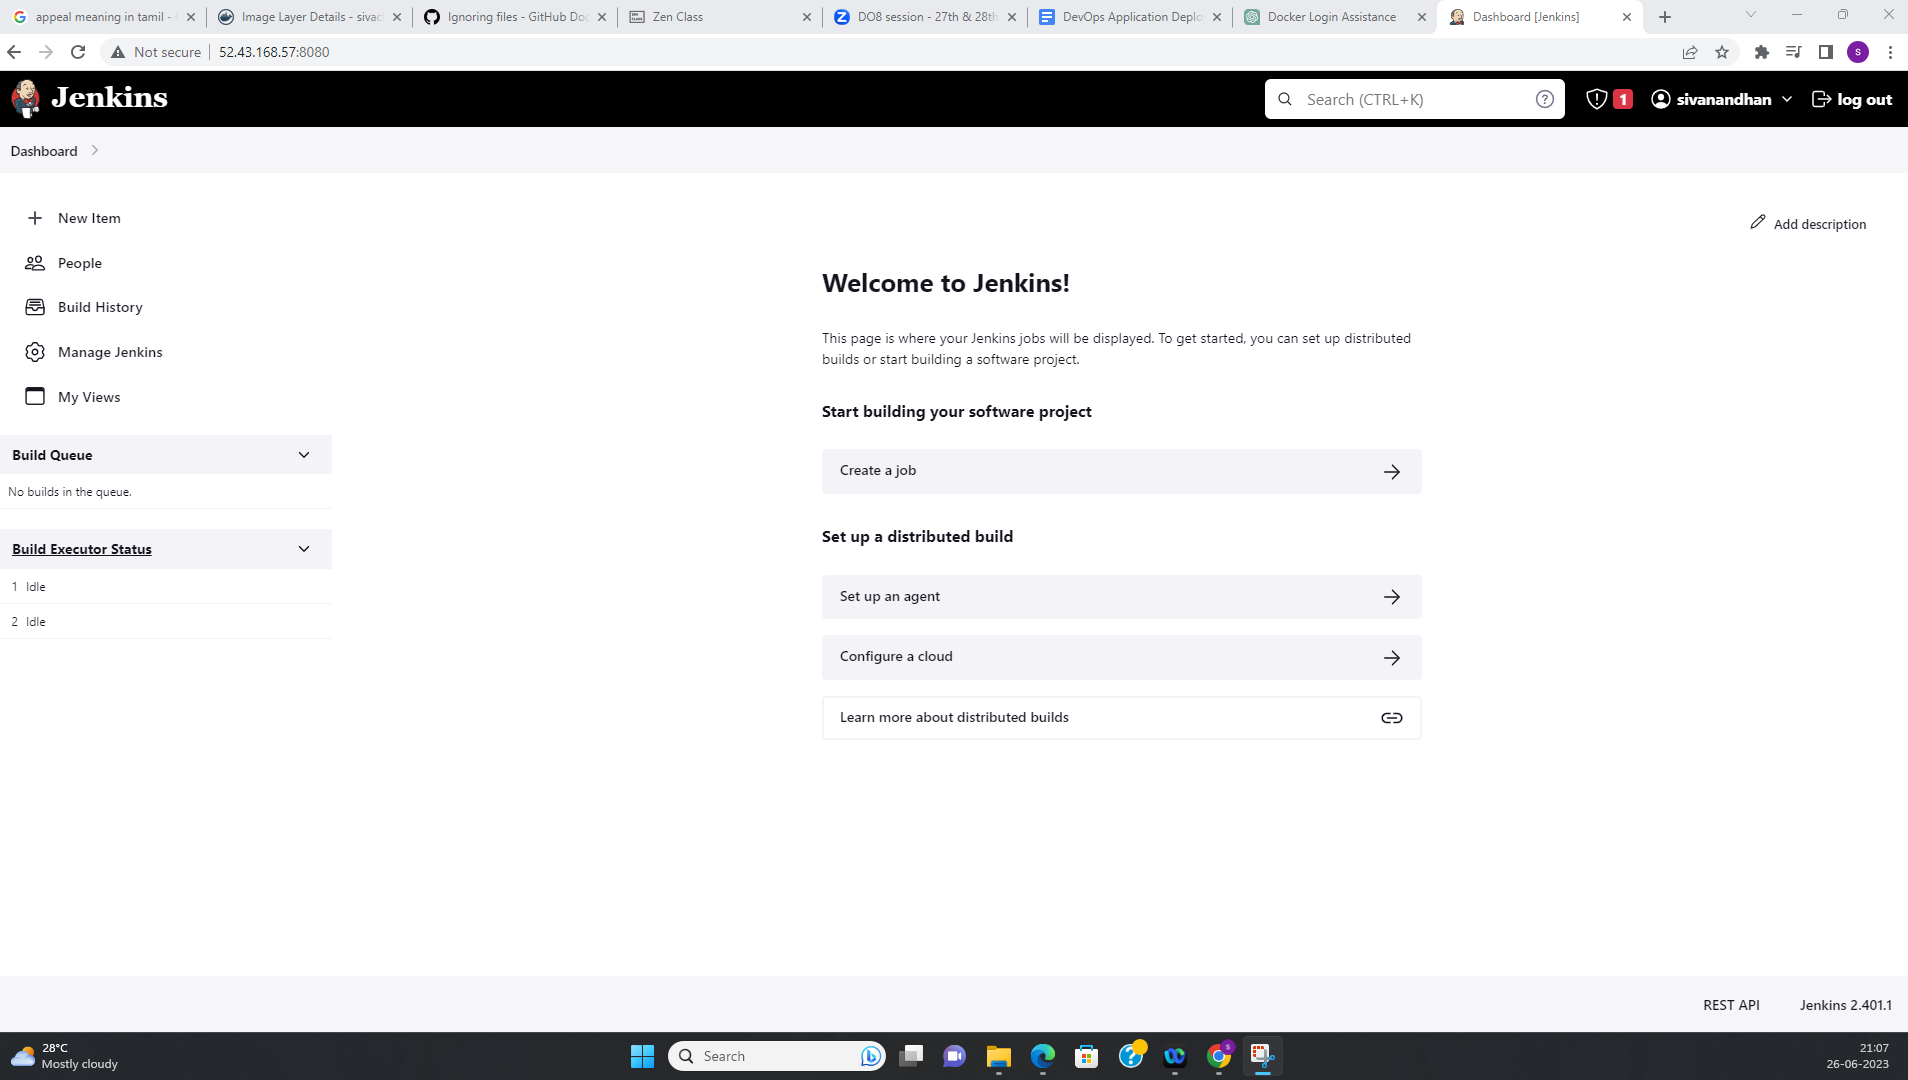 appeal meaning in tamil -
Image Layer Details - sivac
Ignoring files - GitHub Doc
Zen Class
DO8 session - 27th & 28th
DevOps Application Deplo
Docker Login Assistance
Dashboard [Jenkins]
Not secure
52.43.168.57:8080
S
Jenkins
Search (CTRL+K)
1
sivanandhan
log out
Dashboard
New Item
People
Build History
Manage Jenkins
My Views
Build Queue
No builds in the queue.
Build Executor Status
1 Idle
2 Idle
Add description
Welcome to Jenkins!
This page is where your Jenkins jobs will be displayed. To get started, you can set up distributed
builds or start building a software project.
Start building your software project
Create a job
Set up a distributed build
Set up an agent
Configure a cloud
Learn more about distributed builds
REST API
Jenkins 2.401.1
28°C
Mostly cloudy
Search
21:07
26-06-2023